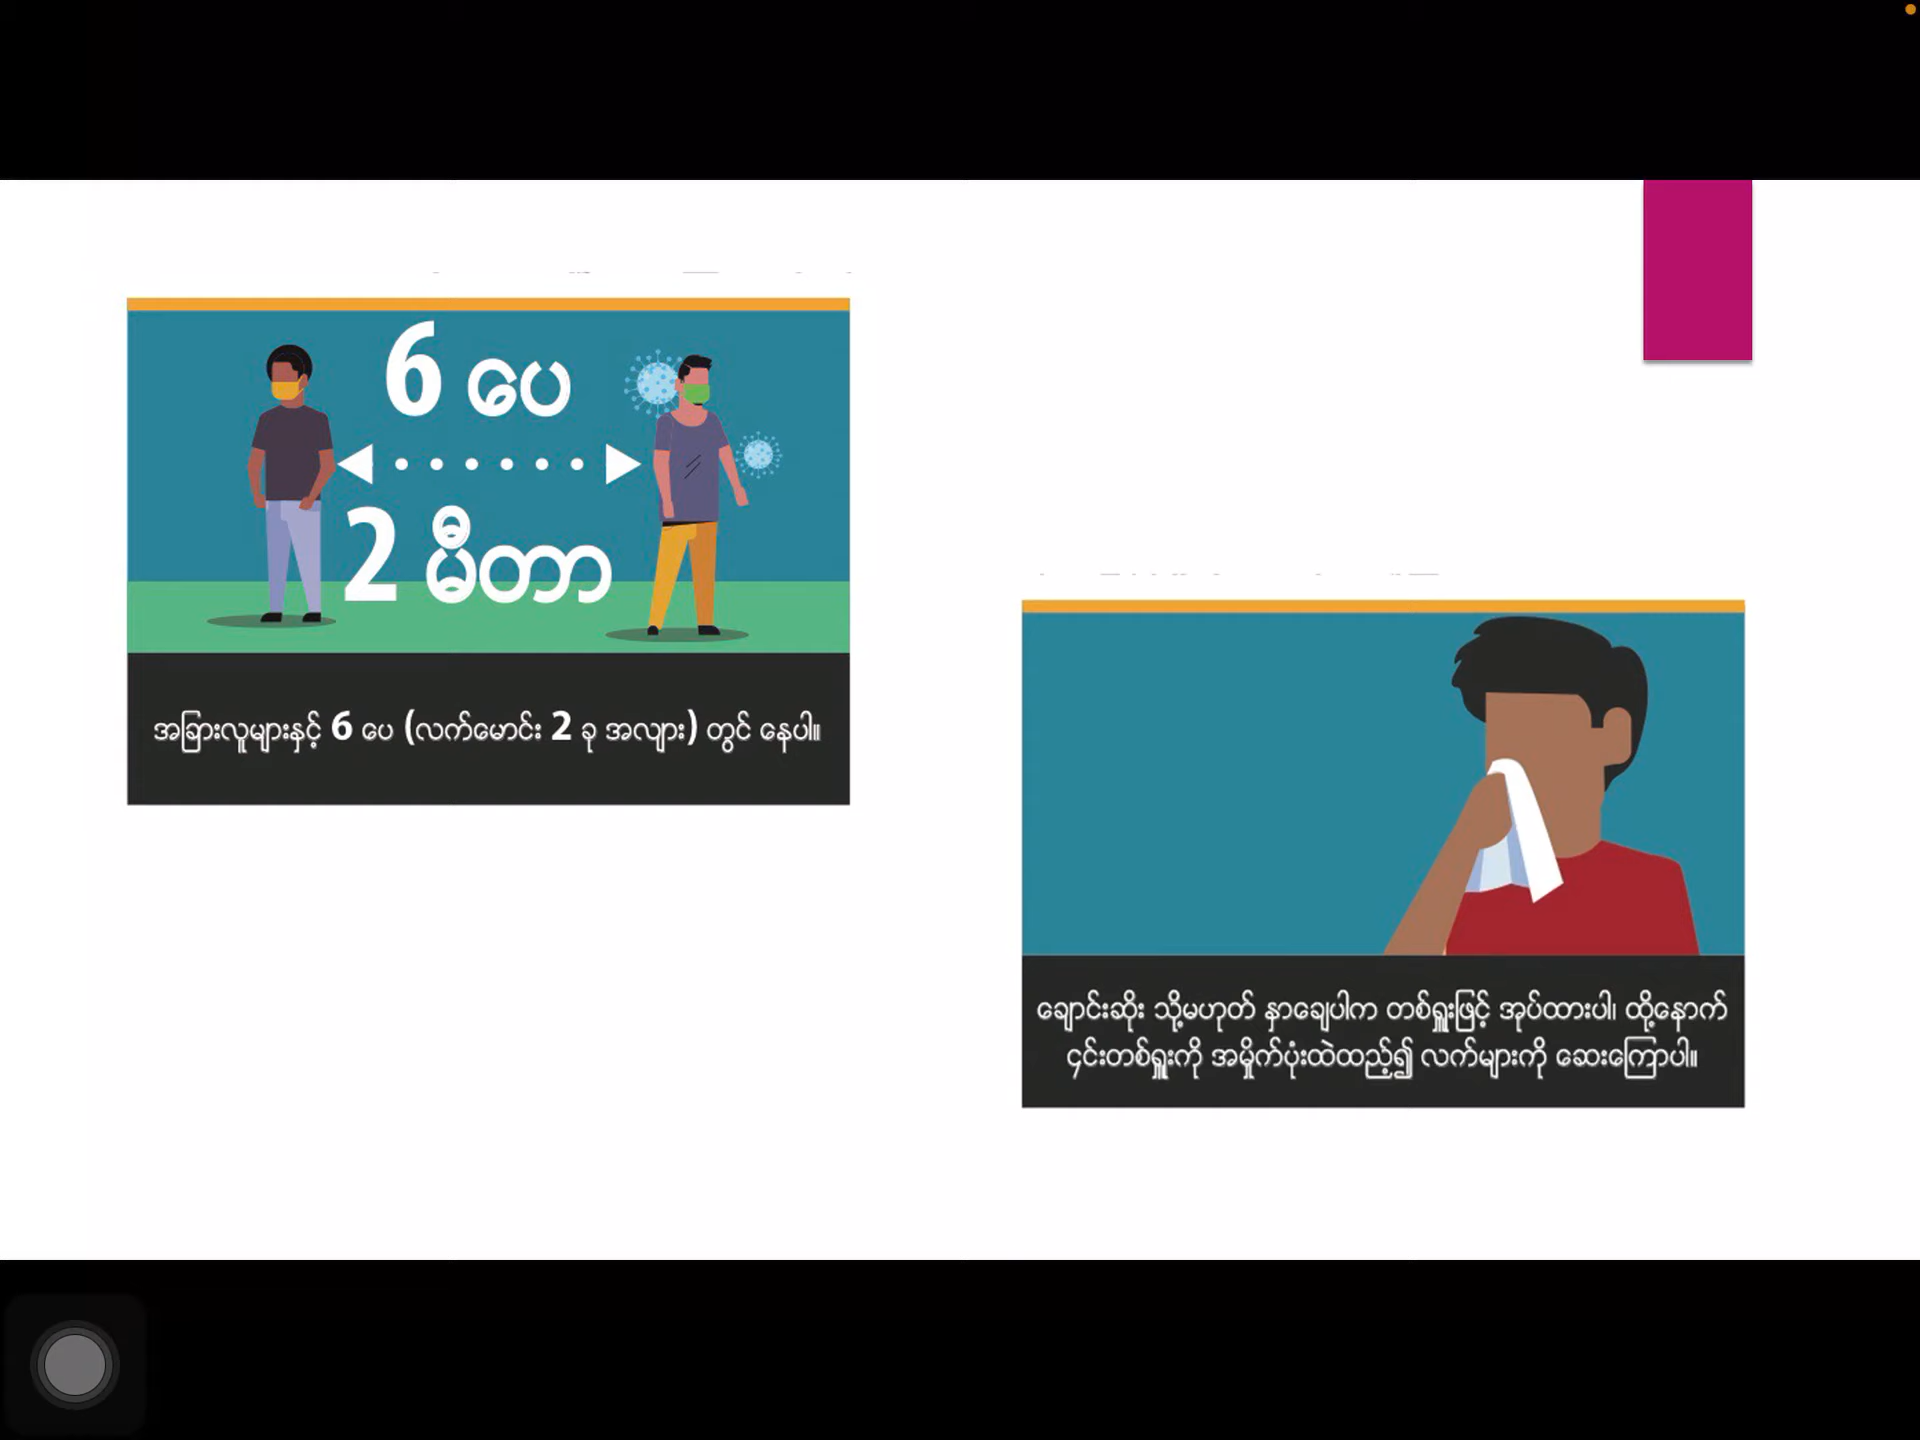 6 ပေ
2 မီတာ
အခြားလူများနှင့် 6 ပေ (လက်မောင်း 2 ခု အလျား) တွင် နေပါ။
ချောင်းဆိုး သို့မဟုတ် နှာချေပါက တစ်ရှူးဖြင့် အုပ်ထားပါ၊ ထို့နောက်
၎င်းတစ်ရှူးကို အမှိုက်ပုံးထဲထည့်၍ လက်များကို ဆေးကြောပါ။